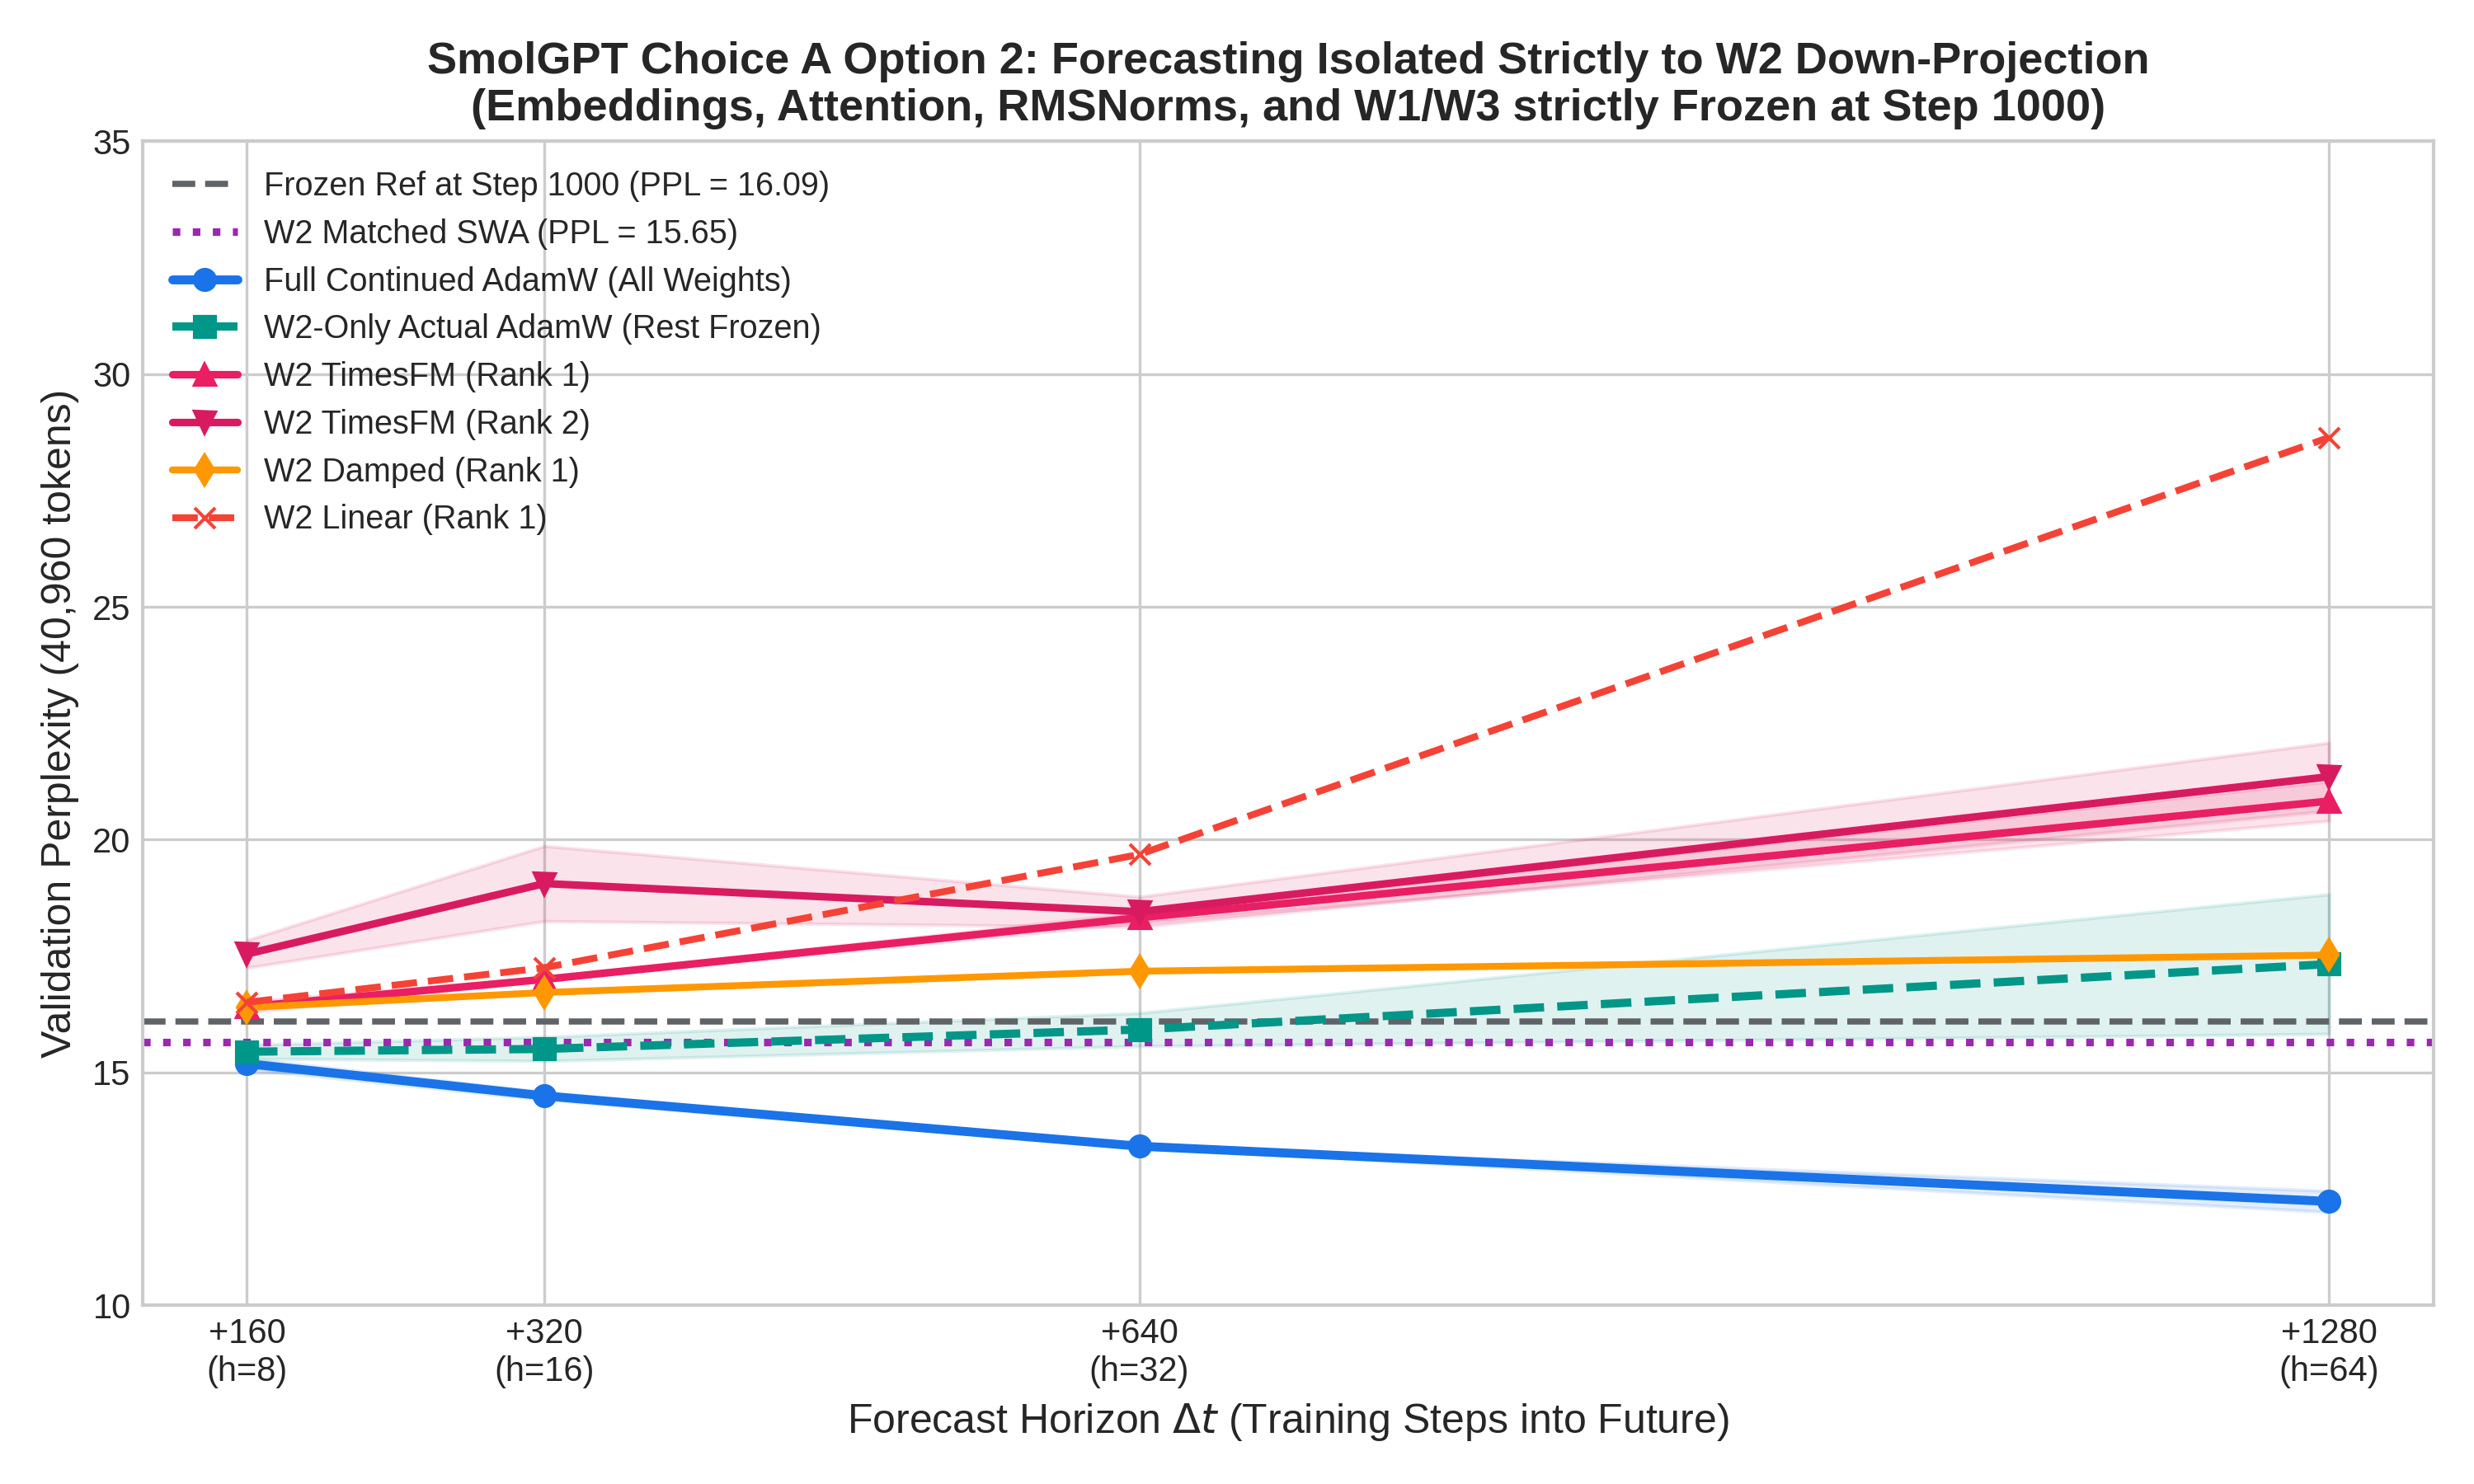 SmolGPT Choice A Option 2: Forecasting Isolated Strictly to W2 Down-Projection
(Embeddings, Attention, RMSNorms, and W1/W3 strictly Frozen at Step 1000)
35
30
25
20
15
10
Validation Perplexity (40,960 tokens)
Frozen Ref at Step 1000 (PPL = 16.09)
W2 Matched SWA (PPL = 15.65)
Full Continued AdamW (All Weights)
W2-Only Actual AdamW (Rest Frozen)
W2 TimesFM (Rank 1)
W2 TimesFM (Rank 2)
W2 Damped (Rank 1)
W2 Linear (Rank 1)
+160
(h=8)
+320
(h=16)
+640
(h=32)
+1280
(h=64)
Forecast Horizon Δt (Training Steps into Future)